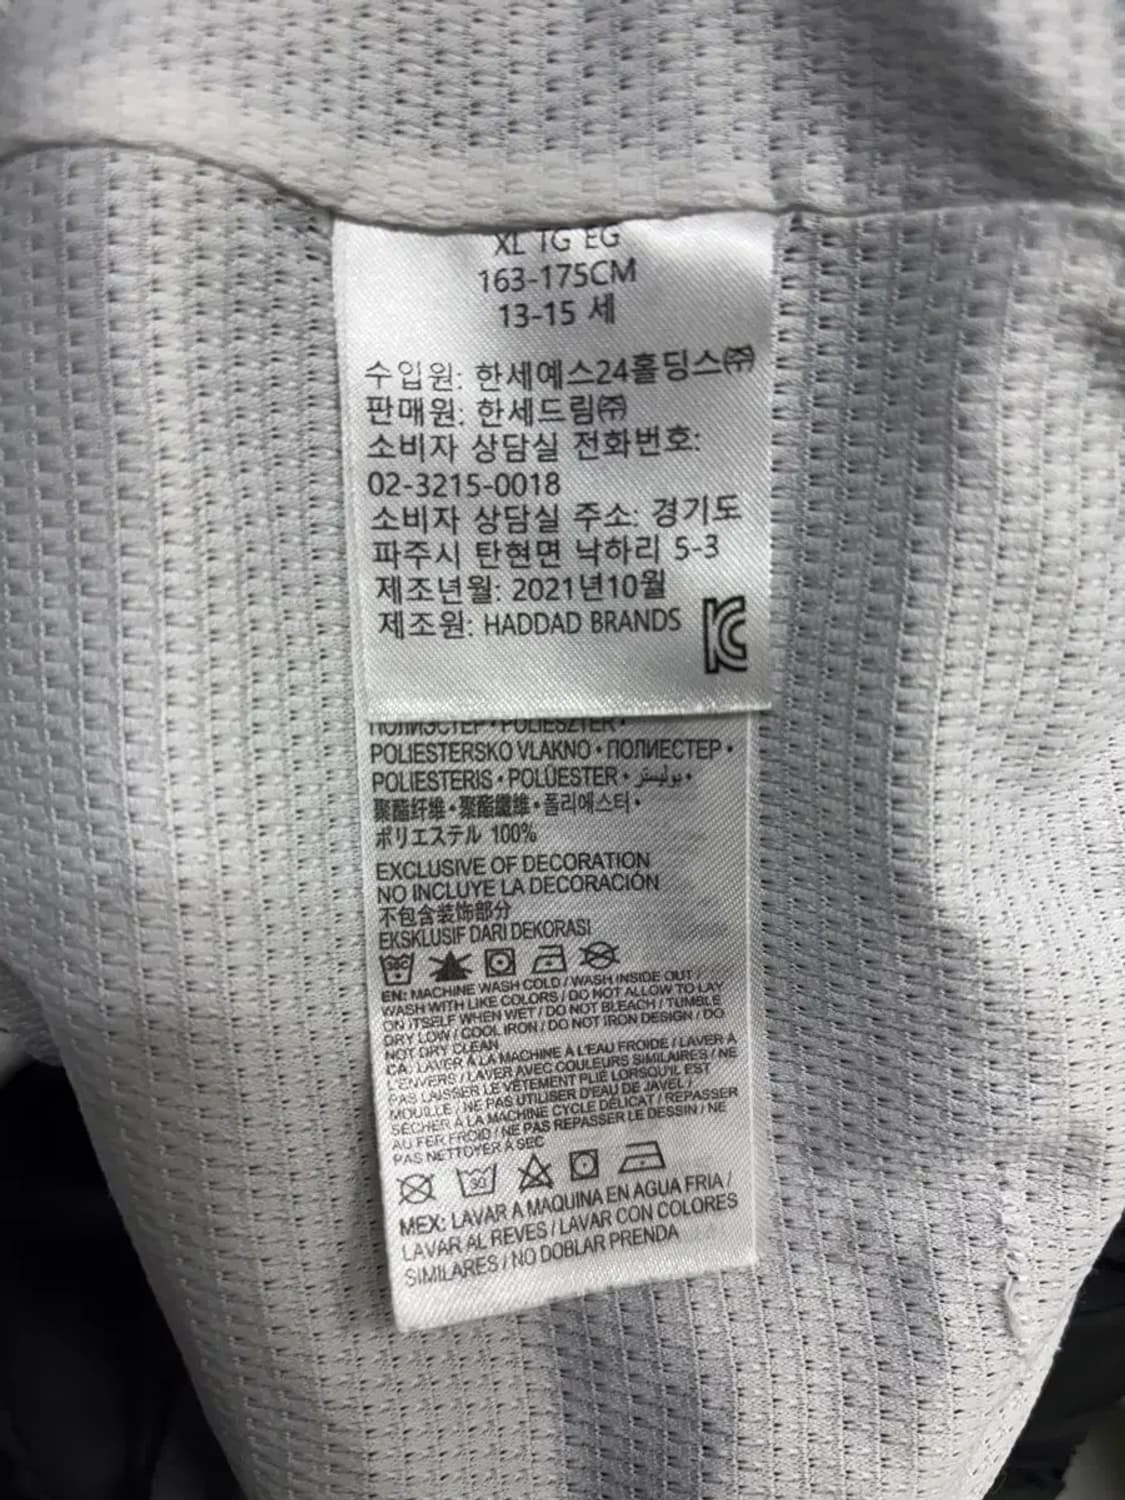 XL TG EG
163-175CM
13-15 세
수입원: 한세예스24홀딩스㈜
판매원: 한세드림㈜
소비자 상담실 전화번호:
02-3215-0018
소비자 상담실 주소: 경기도
파주시 탄현면 낙하리 5-3
제조년월: 2021년10월
제조원: HADDAD BRANDS
ПОЛИЭСТЕР • POLIESZTER •
POLIESTERSKO VLAKNO • ПОЛИЕСТЕР •
POLIESTERIS • POLÜESTER • بوليستر •
聚酯纤维 • 聚酯纖維 • 폴리에스터 •
ポリエステル 100%
EXCLUSIVE OF DECORATION
NO INCLUYE LA DECORACIÓN
不包含装饰部分
EKSKLUSIF DARI DEKORASI
EN: MACHINE WASH COLD / WASH INSIDE OUT /
WASH WITH LIKE COLORS / DO NOT ALLOW TO LAY
ON ITSELF WHEN WET / DO NOT BLEACH / TUMBLE
DRY LOW / COOL IRON / DO NOT IRON DESIGN / DO
NOT DRY CLEAN
CA: LAVER À LA MACHINE À L'EAU FROIDE / LAVER À
L'ENVERS / LAVER AVEC COULEURS SIMILAIRES / NE
PAS LAISSER LE VÊTEMENT PLIÉ LORSQU'IL EST
MOUILLÉ / NE PAS UTILISER D'EAU DE JAVEL /
SÉCHER À LA MACHINE CYCLE DÉLICAT / REPASSER
AU FER FROID / NE PAS REPASSER LE DESSIN / NE
PAS NETTOYER À SEC
30
MEX: LAVAR A MAQUINA EN AGUA FRIA /
LAVAR AL REVES / LAVAR CON COLORES
SIMILARES / NO DOBLAR PRENDA